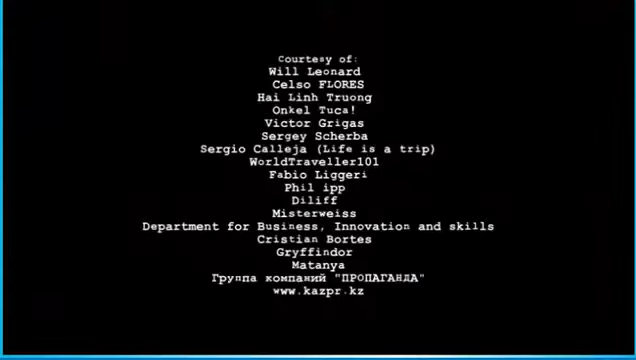 Courtesy of:
Will Leonard
Celso FLORES
Hai Linh Truong
Onkel Tuca!
Victor Grigas
Sergey Scherba
Sergio Calleja (Life is a trip)
WorldTraveller101
Fabio Liggeri
Phil ipp
Diliff
Misterweiss
Department for Business, Innovation and skills
Cristian Bortes
Gryffindor
Matanya
Группа компаний "ПРОПАГАНДА"
www.kazpr.kz